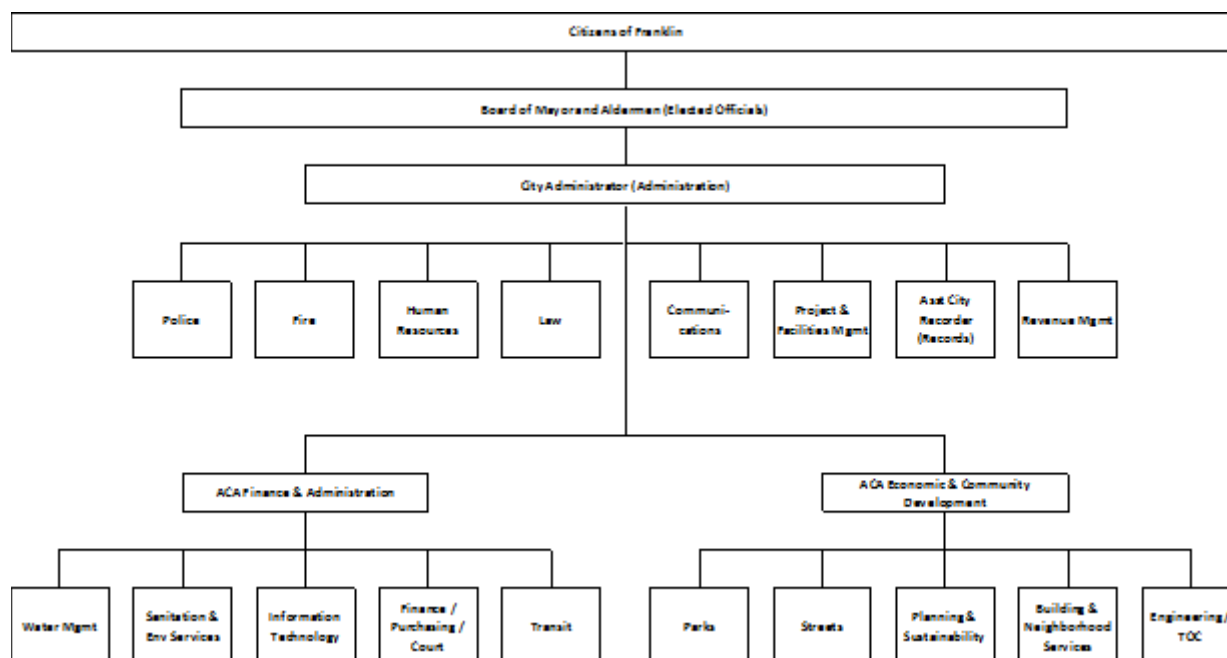 Citizens of Franklin
Board of Mayor and Aldermen (Elected Officials)
City Administrator (Administration)
Police
Fire
Human
Resources
Law
Communi-
cations
Project &
Facilities Mgmt
Asst City
Recorder
(Records)
Revenue Mgmt
ACA Finance & Administration
ACA Economic & Community
Development
Water Mgmt
Sanitation &
Env Services
Information
Technology
Finance /
Purchasing /
Court
Transit
Parks
Streets
Planning &
Sustainability
Building &
Neighborhood
Services
Engineering/
TOC